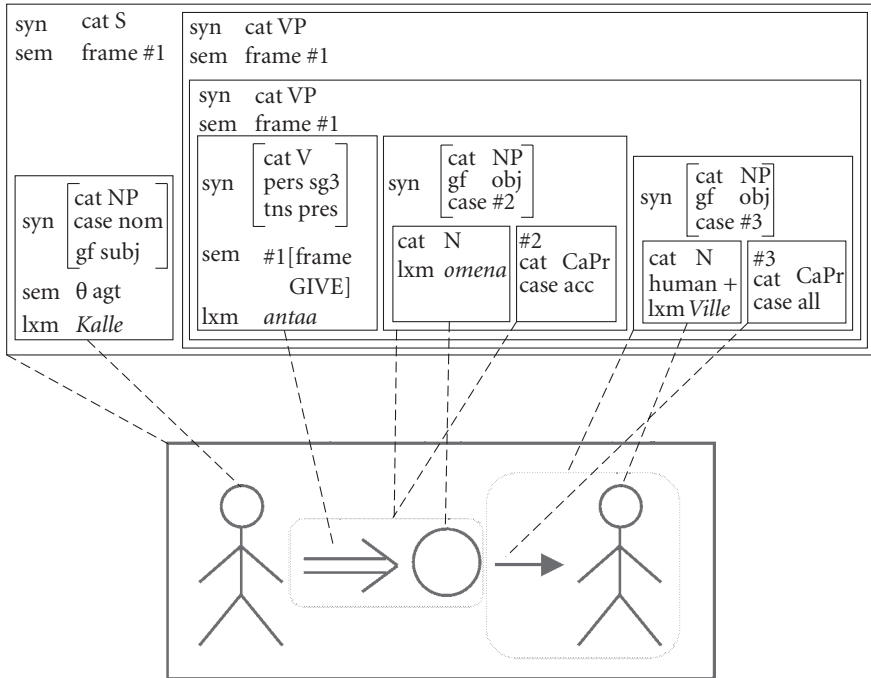 syn cat S
sem frame #1
syn cat VP
sem frame #1
syn cat VP
sem frame #1
syn cat NP
case nom
gf subj
sem θ agt
lxm Kalle
syn cat V
pers sg3
tns pres
sem #1[frame
GIVE]
lxm antaa
syn cat NP
gf obj
case #2
cat N
lxm omena
#2
cat CaPr
case acc
syn cat NP
gf obj
case #3
cat N
human +
lxm Ville
#3
cat CaPr
case all